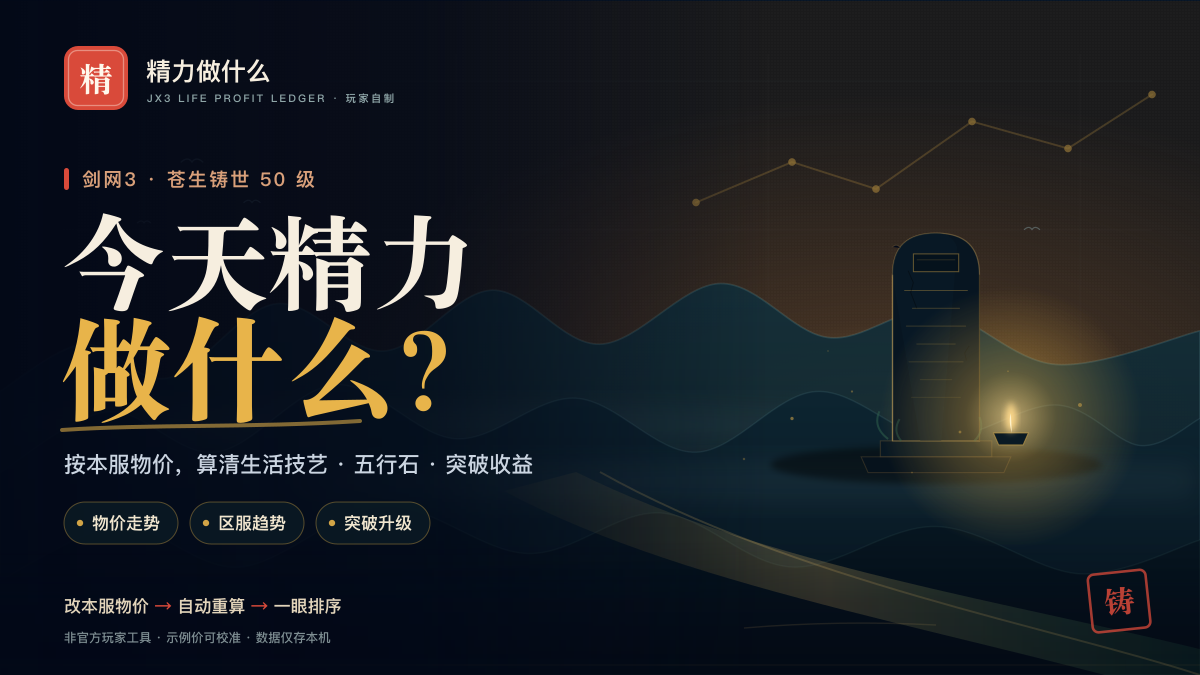 精
精力做什么
JX3 LIFE PROFIT LEDGER · 玩家自制
剑网3 · 苍生铸世 50 级
今天精力
做什么？
按本服物价，算清生活技艺 · 五行石 · 突破收益
物价走势
区服趋势
突破升级
改本服物价 → 自动重算 → 一眼排序
非官方玩家工具 · 示例价可校准 · 数据仅存本机
铸